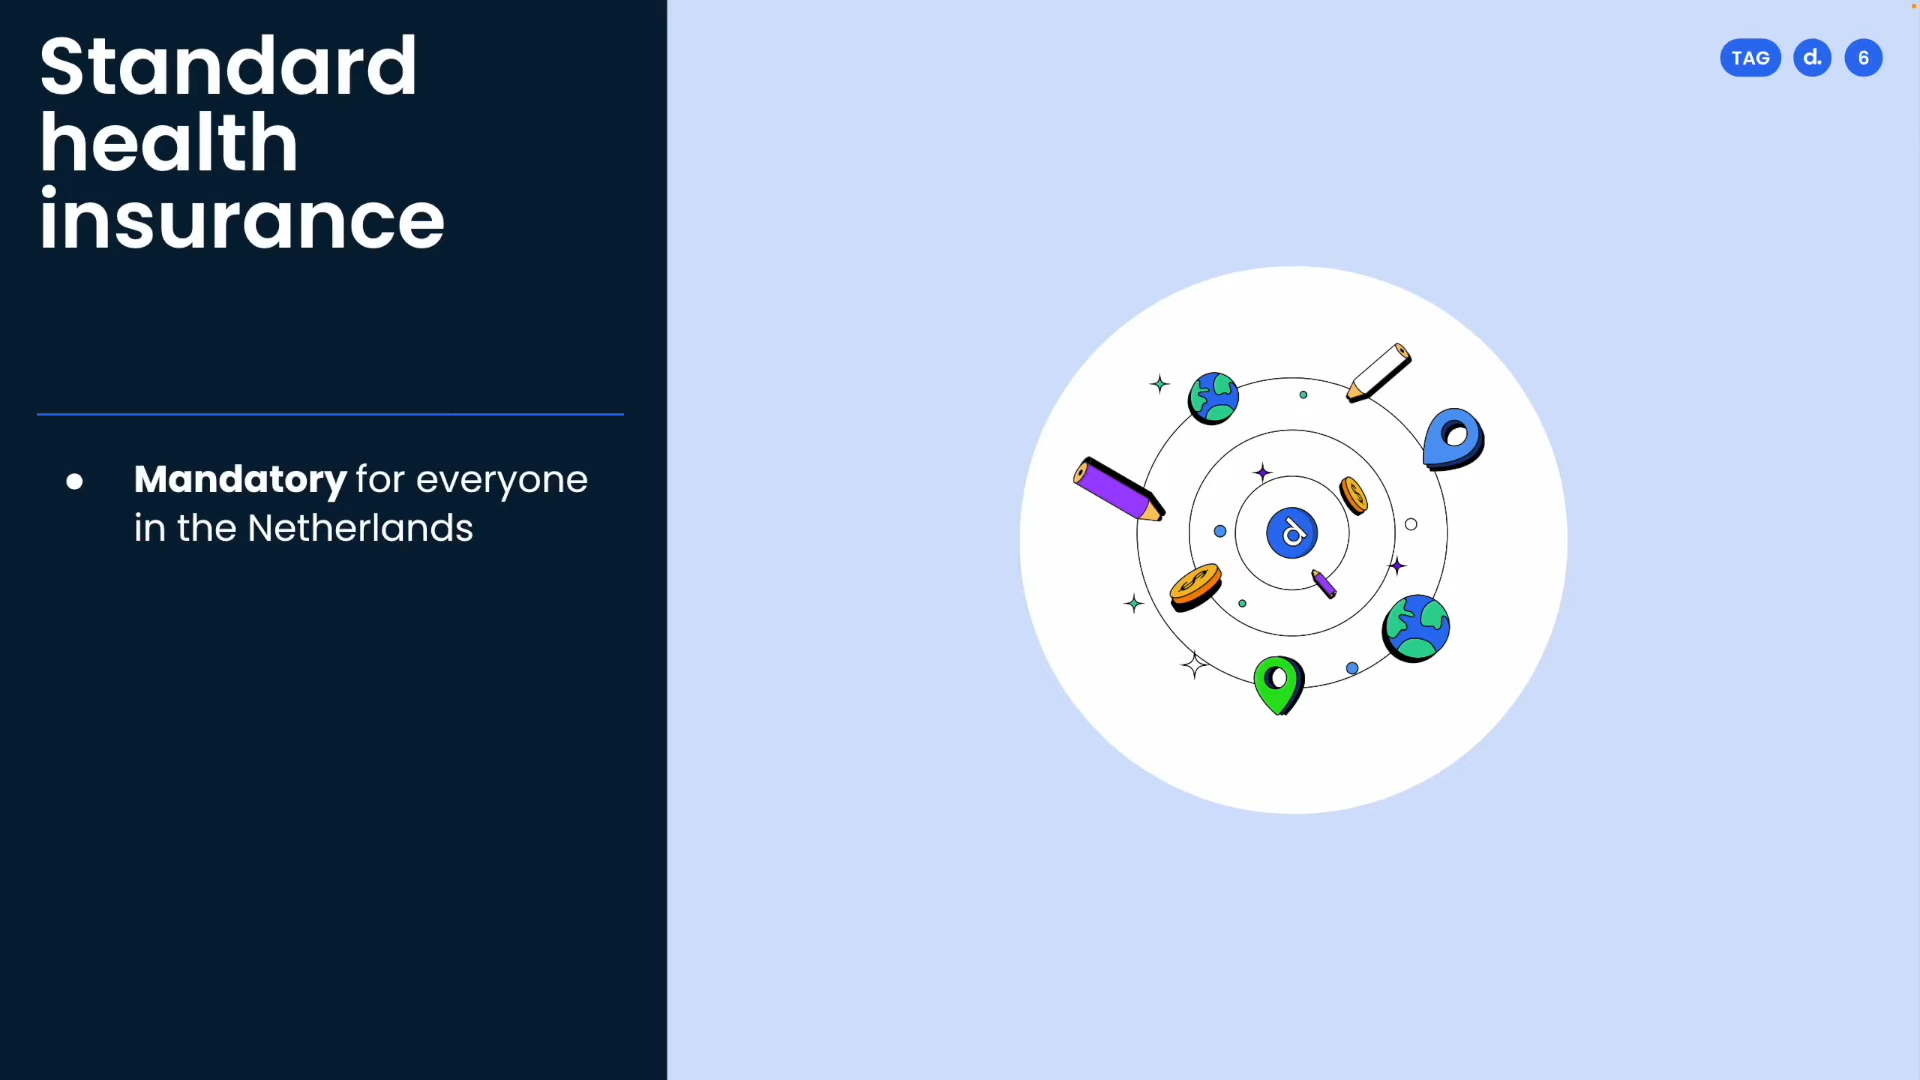 Standard
health
insurance
TAG d. 6
● Mandatory for everyone
in the Netherlands
d